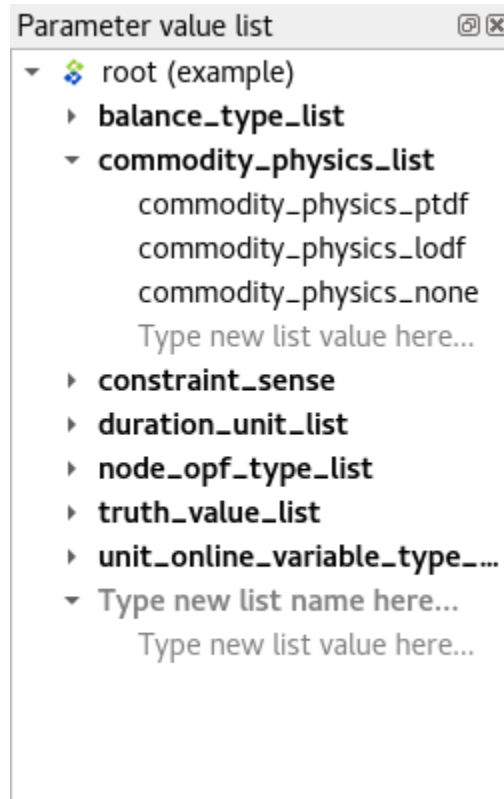 Parameter value list
root (example)
balance_type_list
commodity_physics_list
commodity_physics_ptdf
commodity_physics_lodf
commodity_physics_none
Type new list value here...
constraint_sense
duration_unit_list
node_opf_type_list
truth_value_list
unit_online_variable_type_...
Type new list name here...
Type new list value here...